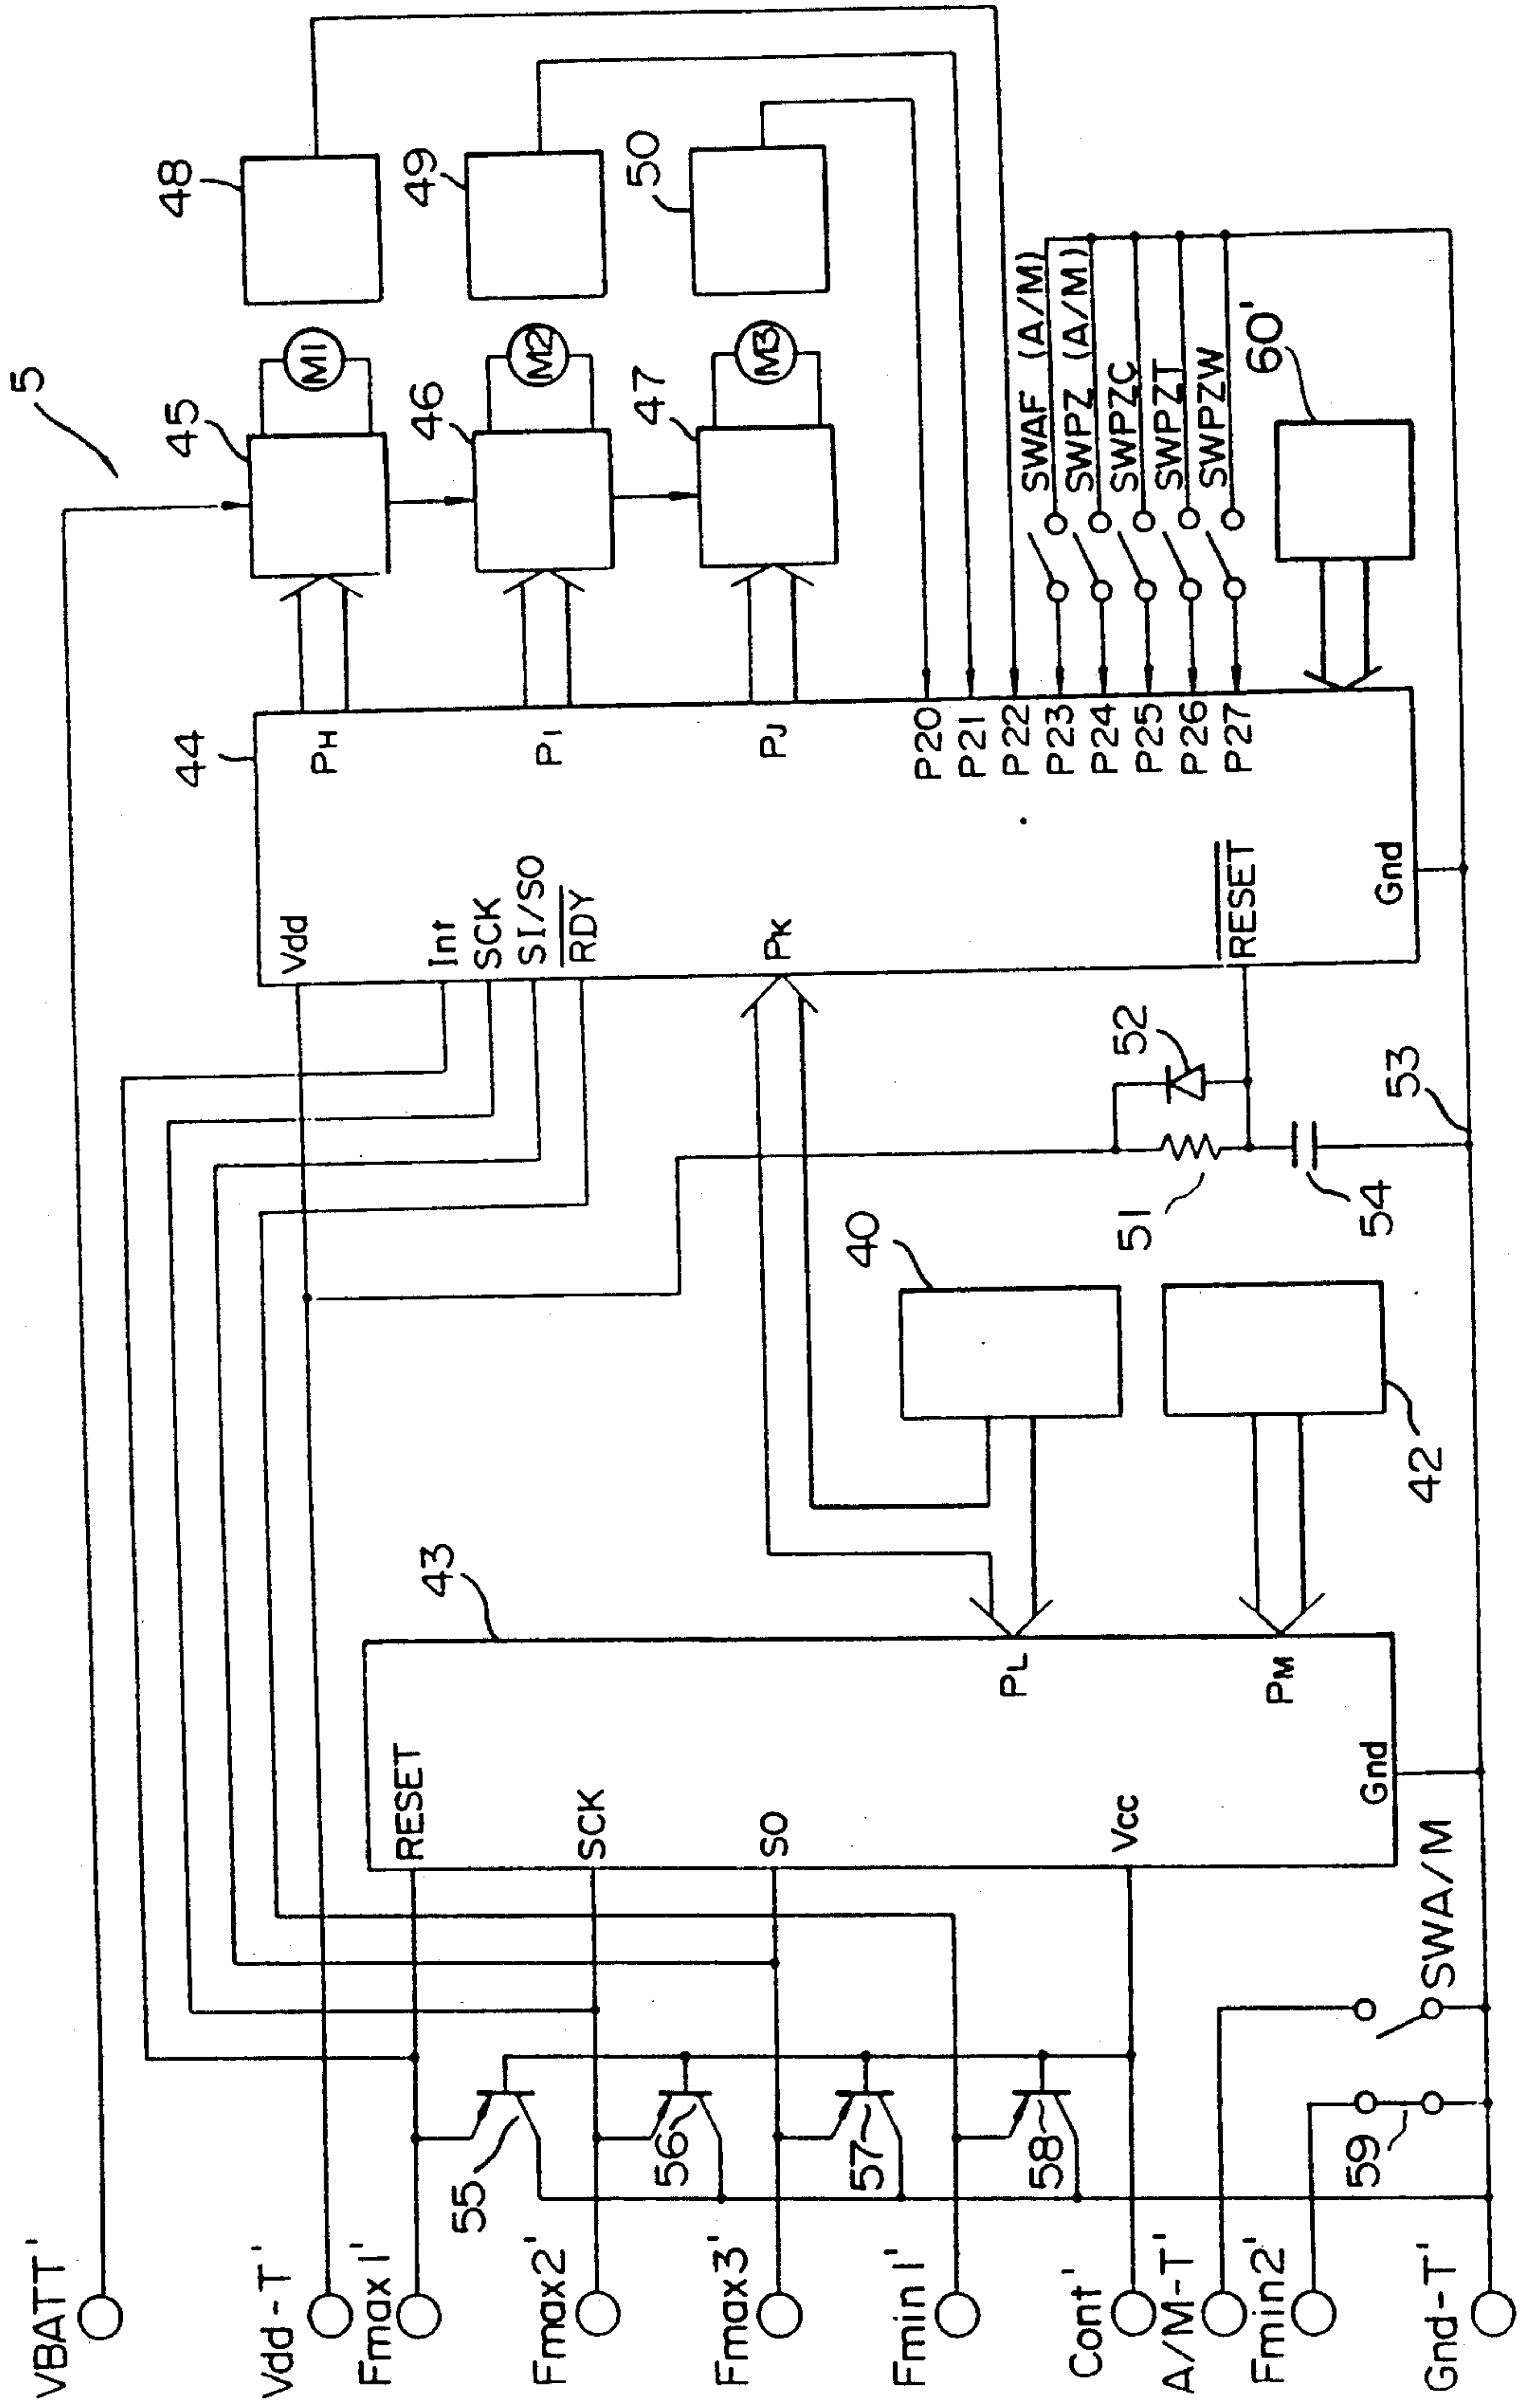 5
VBATT'
Vdd-T'
Fmax1'
Fmax2'
Fmax3'
Fmin1'
Cont'
A/M-T'
Fmin2'
Gnd-T'
55
56
57
58
59
SWA/M
43
RESET
SCK
SO
Vcc
Gnd
PL
PM
40
42
51
52
53
54
44
Vdd
Int
SCK
SI/SO
RDY
PK
RESET
Gnd
PH
PI
PJ
P20
P21
P22
P23
P24
P25
P26
P27
45
46
47
M1
M2
M3
48
49
50
SWAF (A/M)
SWPZ (A/M)
SWPZC
SWPZT
SWPZW
60'